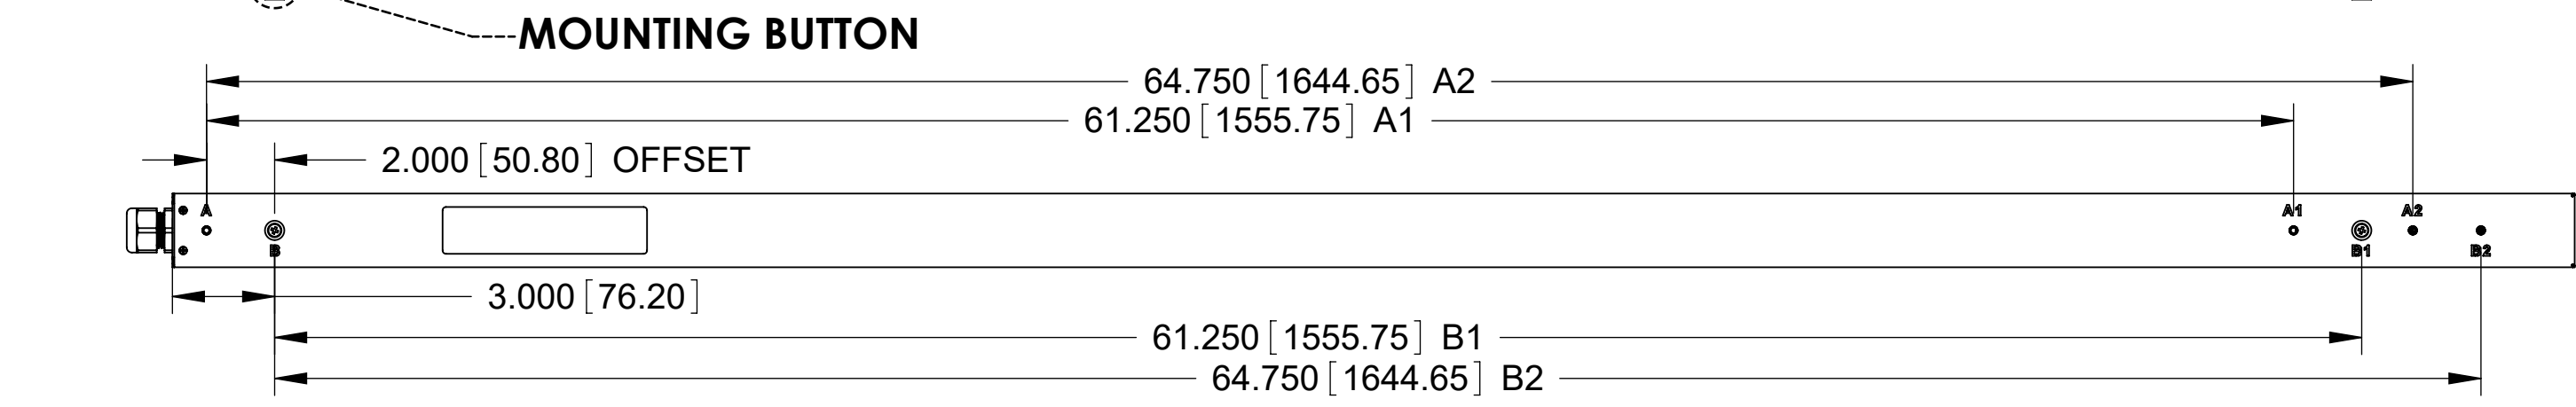 MOUNTING BUTTON
64.750 [1644.65] A2
61.250 [1555.75] A1
2.000 [50.80] OFFSET
A A1 A2
B B1 B2
3.000 [76.20]
61.250 [1555.75] B1
64.750 [1644.65] B2